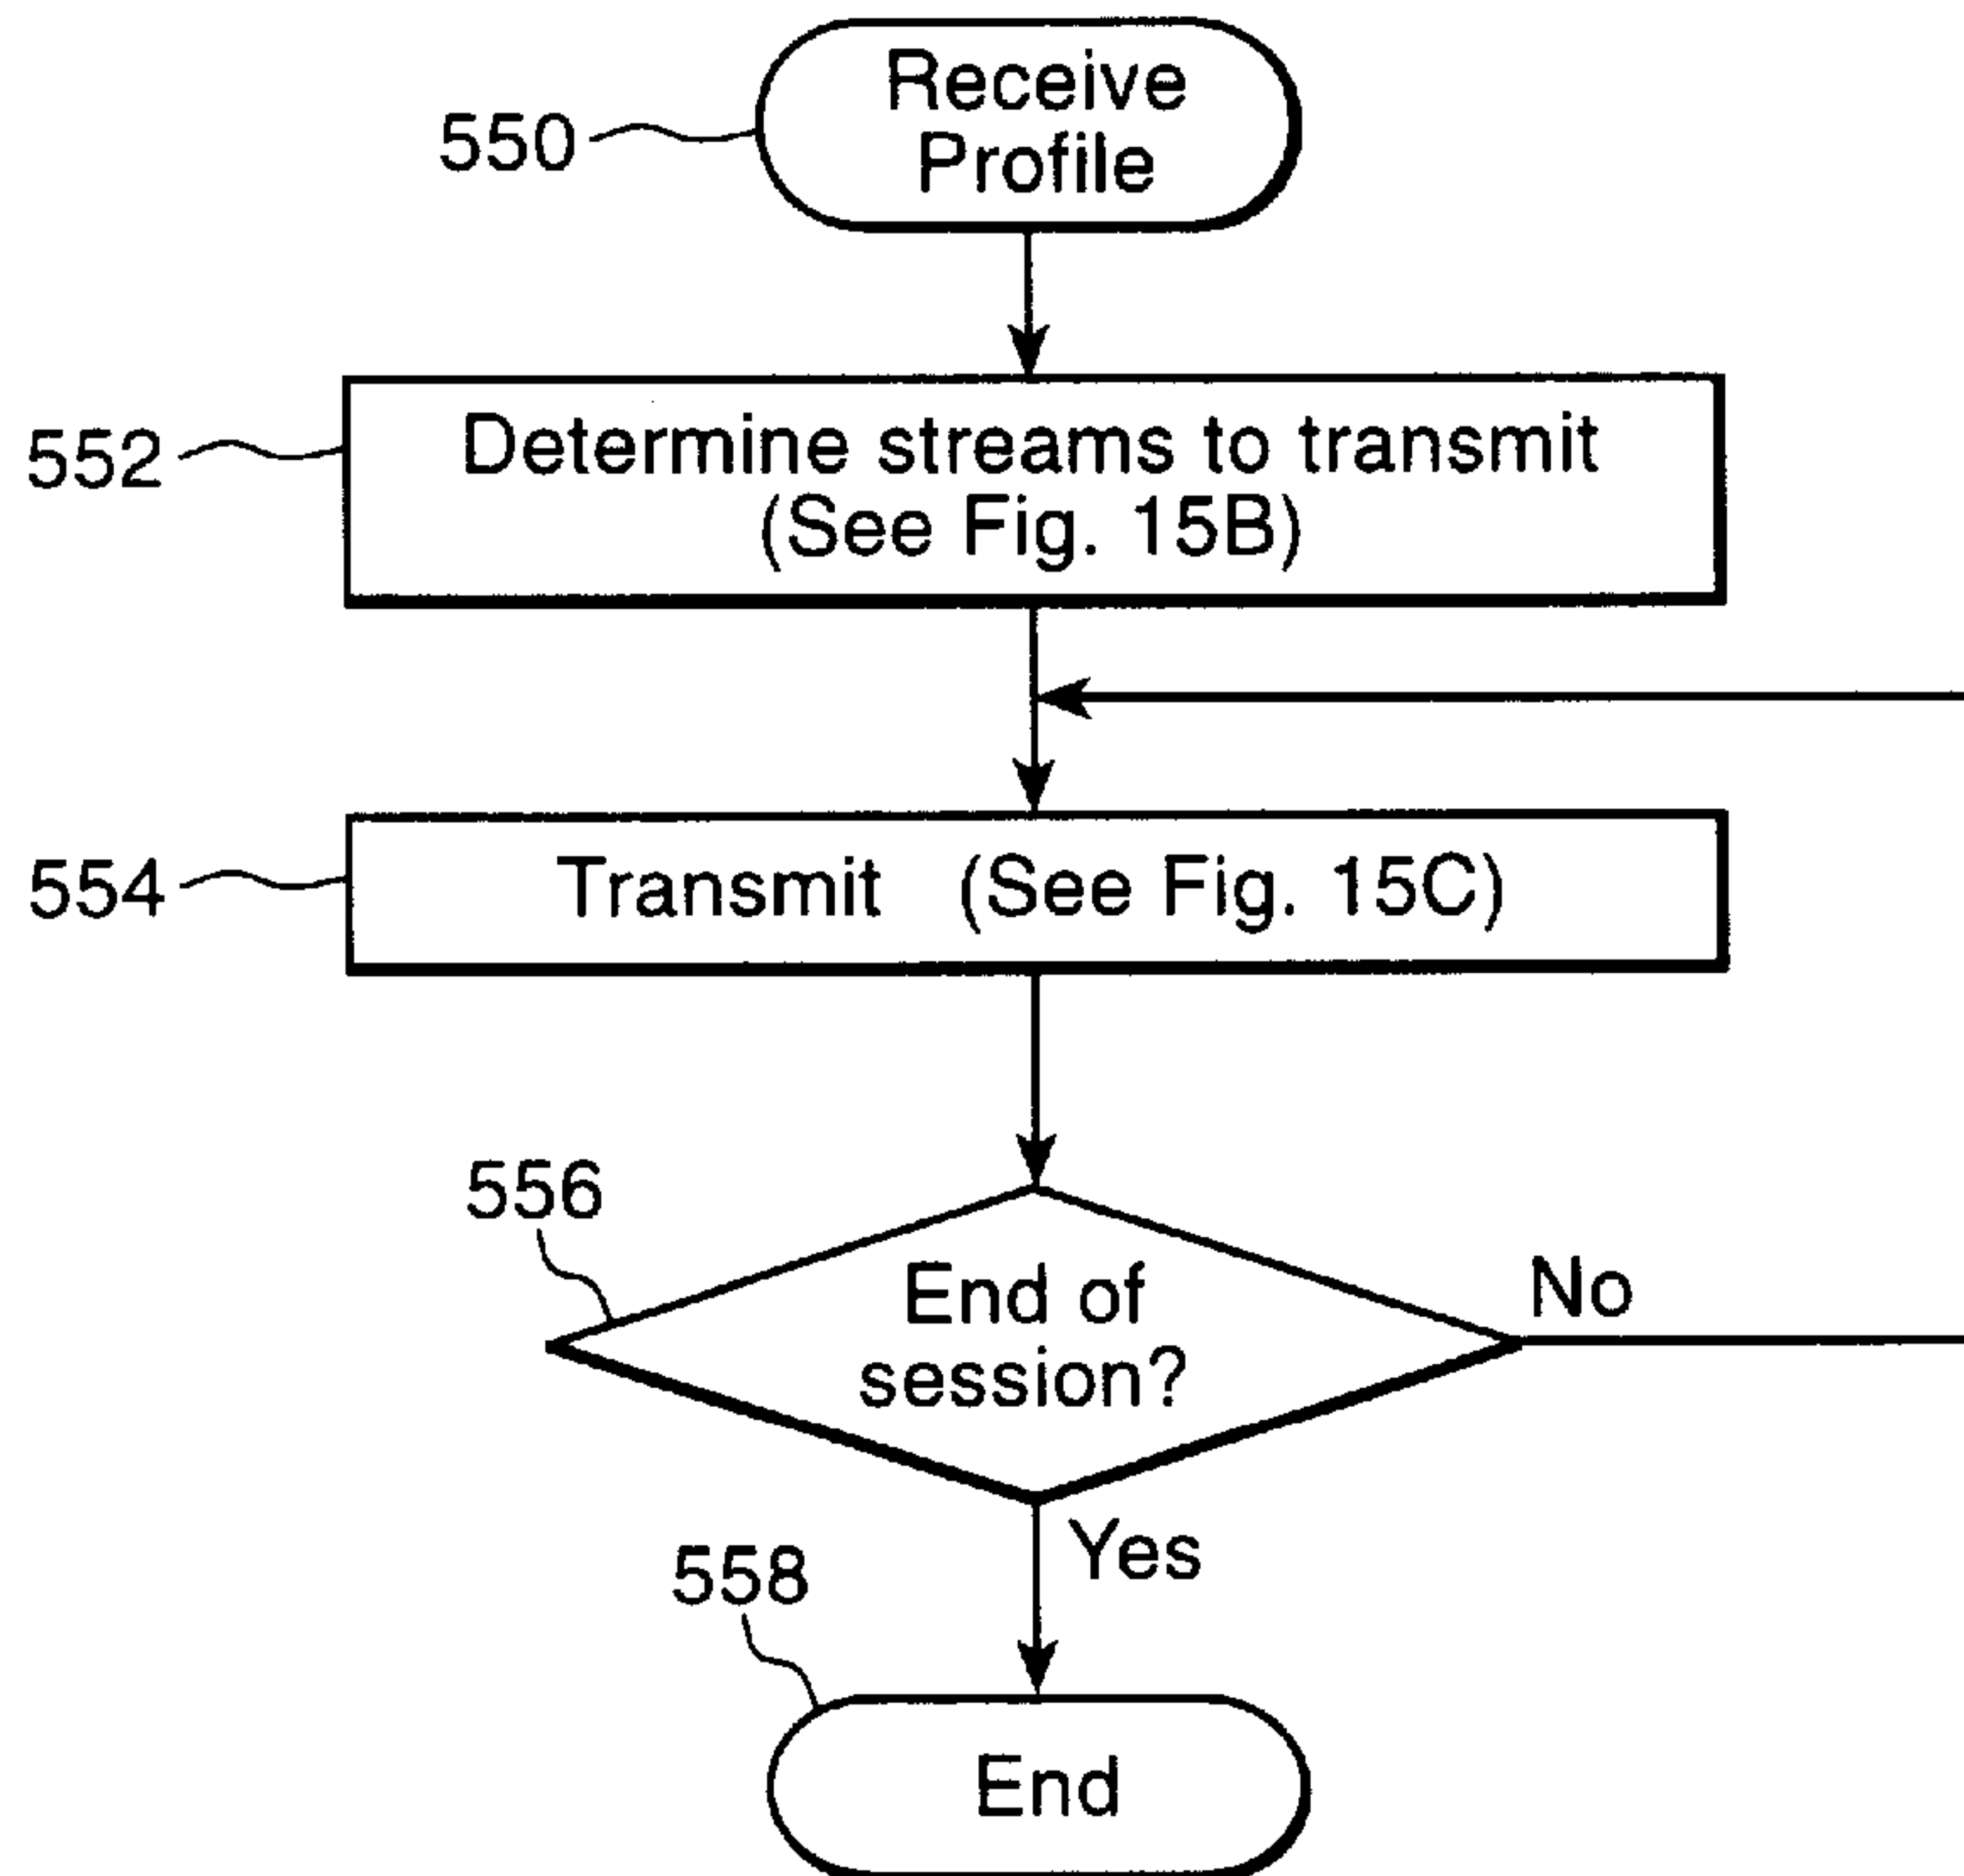 Receive
Profile
550
552
Determine streams to transmit
(See Fig. 15B)
554
Transmit (See Fig. 15C)
556
End of
session?
No
Yes
558
End